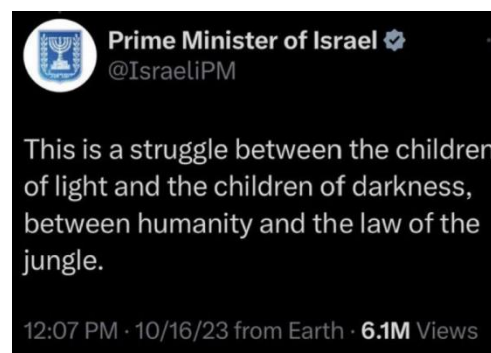 Prime Minister of Israel
@IsraeliPM
This is a struggle between the children
of light and the children of darkness,
between humanity and the law of the
jungle.
12:07 PM · 10/16/23 from Earth · 6.1M Views